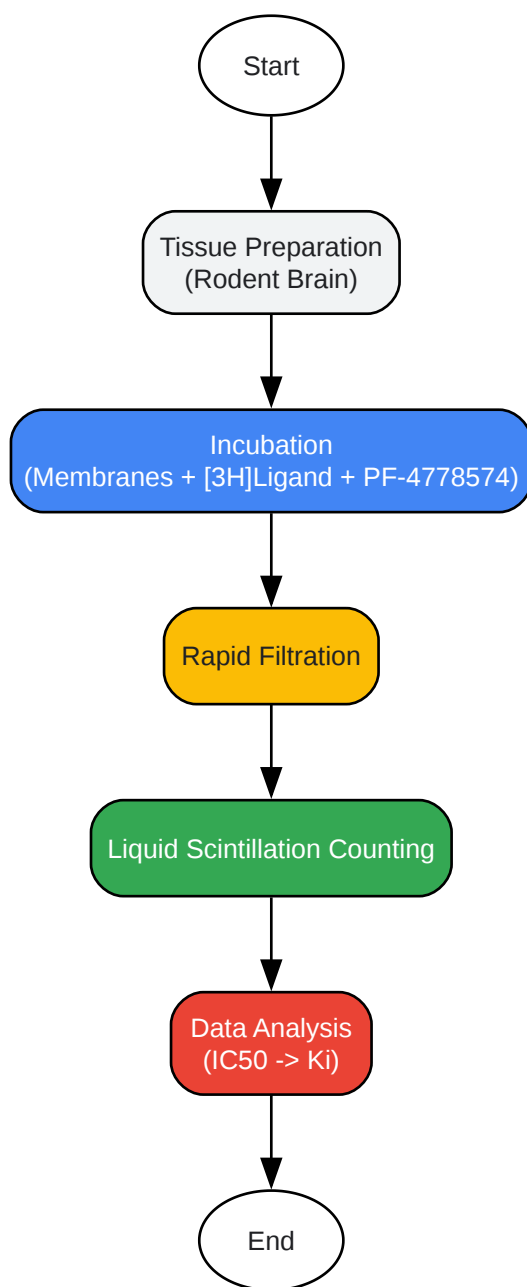 Start
Tissue Preparation
(Rodent Brain)
Incubation
(Membranes + [3H]Ligand + PF-4778574)
Rapid Filtration
Liquid Scintillation Counting
Data Analysis
(IC50 -> Ki)
End